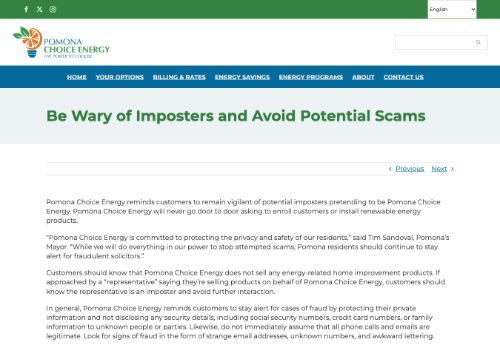 English
POMONA
CHOICE ENERGY
THE POWER TO CHOOSE
HOME YOUR OPTIONS BILLING & RATES ENERGY SAVINGS ENERGY PROGRAMS ABOUT CONTACT US
Be Wary of Imposters and Avoid Potential Scams
Previous Next
Pomona Choice Energy reminds customers to remain vigilant of potential imposters pretending to be Pomona Choice
Energy. Pomona Choice Energy will never go door to door asking to enroll customers or install renewable energy
products.
“Pomona Choice Energy is committed to protecting the privacy and safety of our residents,” said Tim Sandoval, Pomona’s
Mayor. “While we will do everything in our power to stop attempted scams, Pomona residents should continue to stay
alert for fraudulent solicitors.”
Customers should know that Pomona Choice Energy does not sell any energy-related home improvement products. If
approached by a “representative” saying they’re selling products on behalf of Pomona Choice Energy, customers should
know the representative is an imposter and avoid further interaction.
In general, Pomona Choice Energy reminds customers to stay alert for cases of fraud by protecting their private
information and not disclosing any security details, including social security numbers, credit card numbers, or family
information to unknown people or parties. Likewise, do not immediately assume that all phone calls and emails are
legitimate. Look for signs of fraud in the form of strange email addresses, unknown numbers, and awkward lettering.